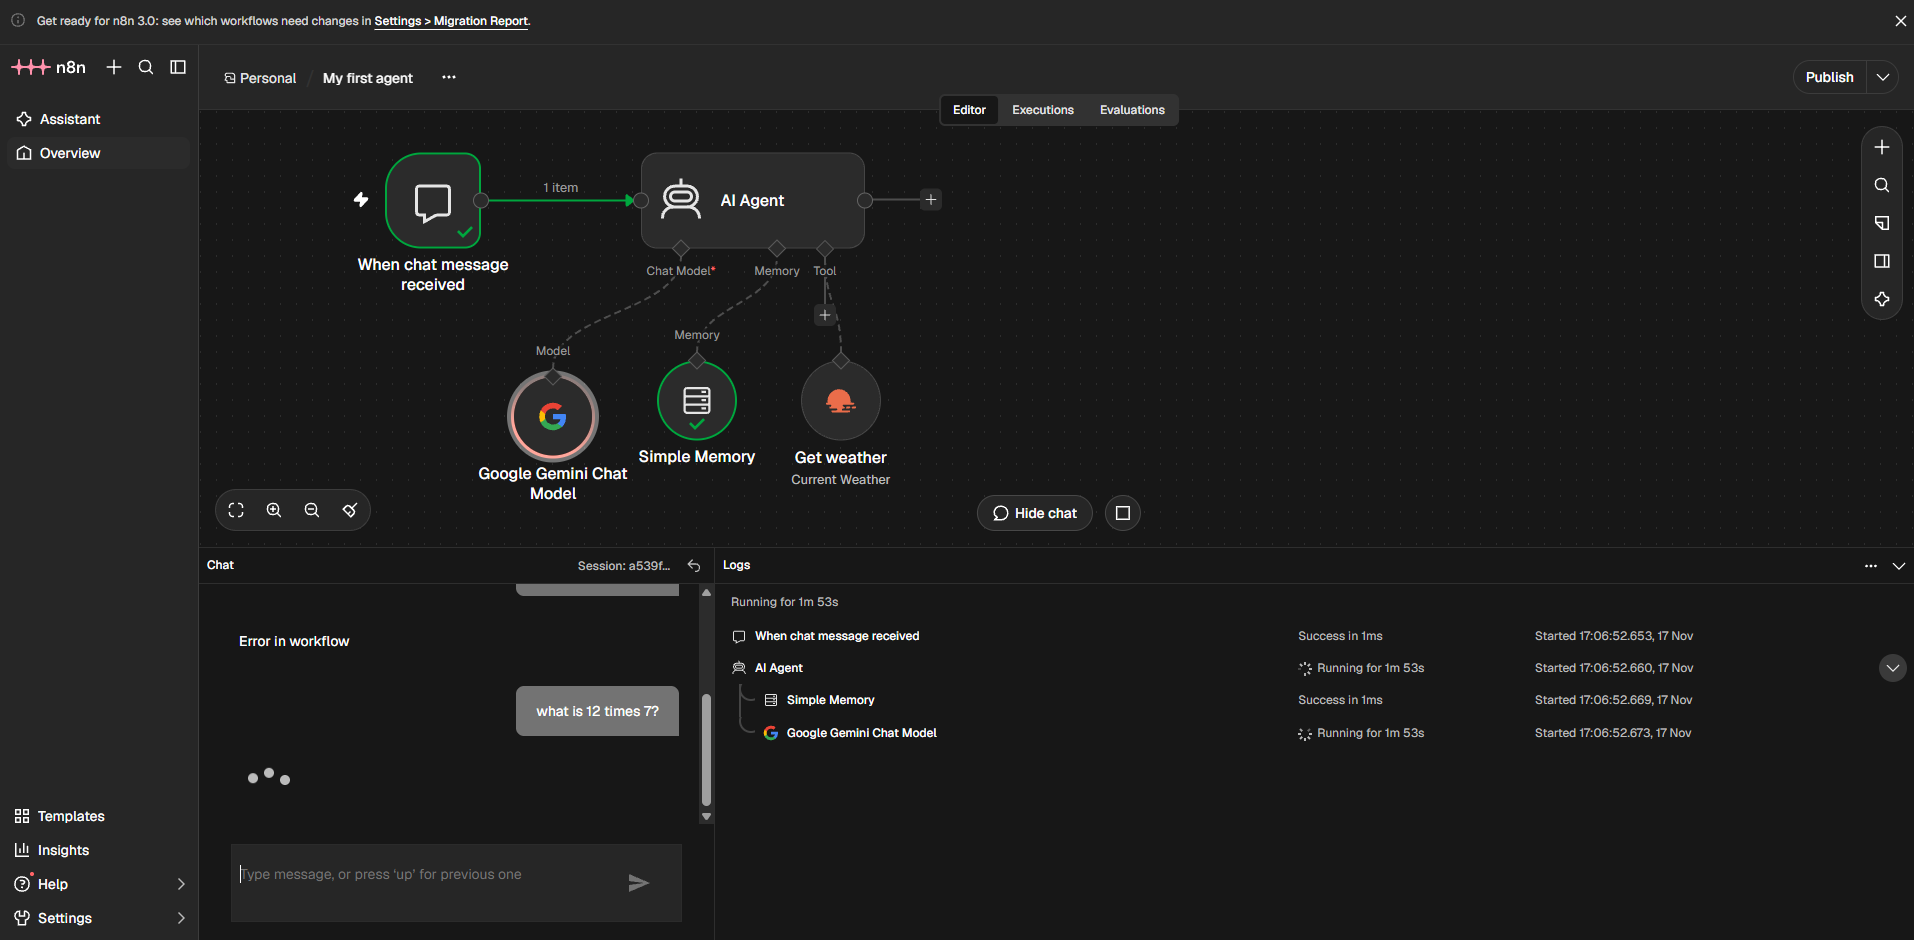 Get ready for n8n 3.0: see which workflows need changes in Settings > Migration Report.
n8n
Personal / My first agent ...
Publish
Assistant
Overview
Editor Executions Evaluations
1 item
AI Agent
When chat message
received
Chat Model*
Memory
Tool
Memory
Model
Google Gemini Chat
Model
Simple Memory
Get weather
Current Weather
Hide chat
Chat
Session: a539f...
Error in workflow
what is 12 times 7?
Type message, or press ‘up’ for previous one
Logs
Running for 1m 53s
When chat message received Success in 1ms Started 17:06:52.653, 17 Nov
AI Agent Running for 1m 53s Started 17:06:52.660, 17 Nov
Simple Memory Success in 1ms Started 17:06:52.669, 17 Nov
Google Gemini Chat Model Running for 1m 53s Started 17:06:52.673, 17 Nov
Templates
Insights
Help
Settings